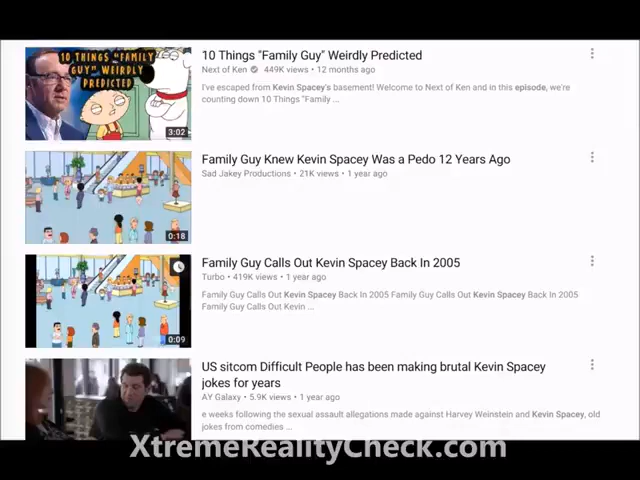 10 THINGS "FAMILY
GUY" WEIRDLY
PREDICTED
3:02
10 Things "Family Guy" Weirdly Predicted
Next of Ken 449K views • 12 months ago
I've escaped from Kevin Spacey's basement! Welcome to Next of Ken and in this episode, we're
counting down 10 Things "Family ...
0:18
Family Guy Knew Kevin Spacey Was a Pedo 12 Years Ago
Sad Jakey Productions • 21K views • 1 year ago
0:09
Family Guy Calls Out Kevin Spacey Back In 2005
Turbo • 419K views • 1 year ago
Family Guy Calls Out Kevin Spacey Back In 2005 Family Guy Calls Out Kevin Spacey Back In 2005
Family Guy Calls Out Kevin ...
US sitcom Difficult People has been making brutal Kevin Spacey
jokes for years
AY Galaxy • 5.9K views • 1 year ago
e weeks following the sexual assault allegations made against Harvey Weinstein and Kevin Spacey, old
jokes from comedies ...
XtremeRealityCheck.com